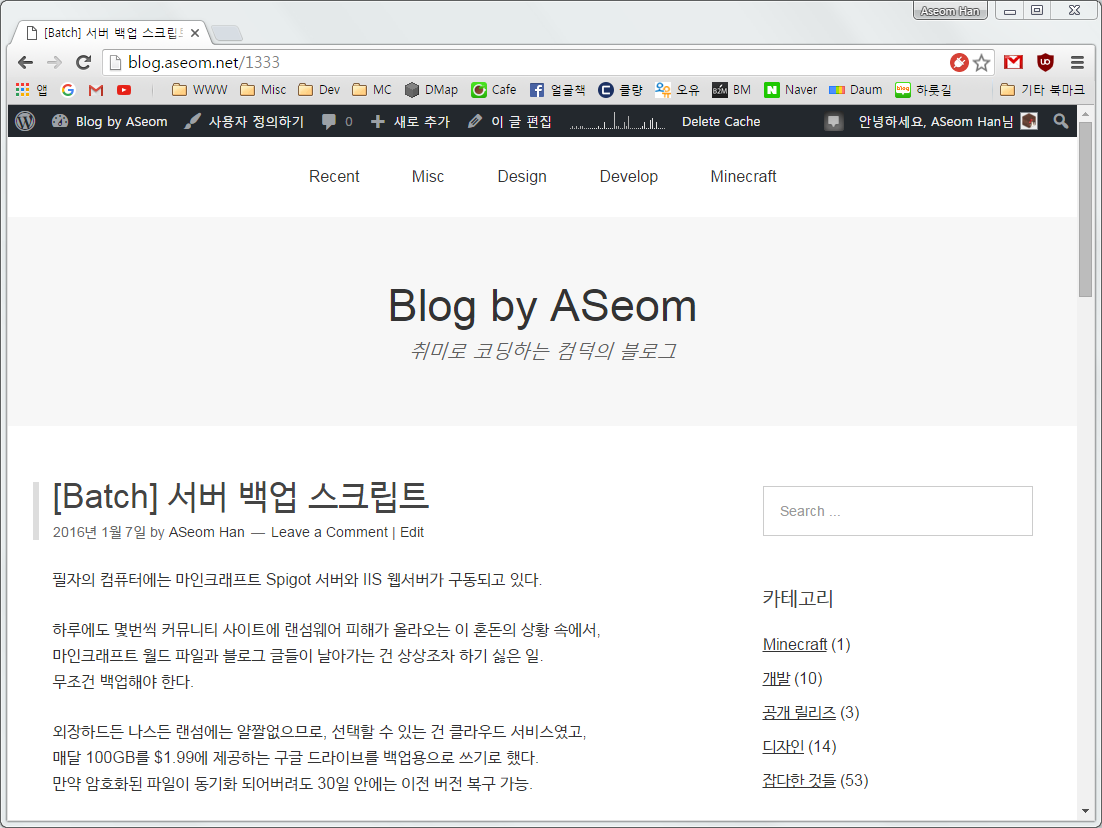 Aseom Han
[Batch] 서버 백업 스크립트
blog.aseom.net/1333
앱 WWW Misc Dev MC DMap Cafe 얼굴책 클량 오유 B2M BM Naver Daum blog 하룻길 기타 북마크
Blog by ASeom 사용자 정의하기 0 새로 추가 이 글 편집 Delete Cache 안녕하세요, ASeom Han님
Recent Misc Design Develop Minecraft
Blog by ASeom
취미로 코딩하는 컴덕의 블로그
[Batch] 서버 백업 스크립트
2016년 1월 7일 by ASeom Han — Leave a Comment | Edit
필자의 컴퓨터에는 마인크래프트 Spigot 서버와 IIS 웹서버가 구동되고 있다.
하루에도 몇번씩 커뮤니티 사이트에 랜섬웨어 피해가 올라오는 이 혼돈의 상황 속에서,
마인크래프트 월드 파일과 블로그 글들이 날아가는 건 상상조차 하기 싫은 일.
무조건 백업해야 한다.
외장하드든 나스든 랜섬에는 얄짤없으므로, 선택할 수 있는 건 클라우드 서비스였고,
매달 100GB를 $1.99에 제공하는 구글 드라이브를 백업용으로 쓰기로 했다.
만약 암호화된 파일이 동기화 되어버려도 30일 안에는 이전 버전 복구 가능.
Search ...
카테고리
Minecraft (1)
개발 (10)
공개 릴리즈 (3)
디자인 (14)
잡다한 것들 (53)